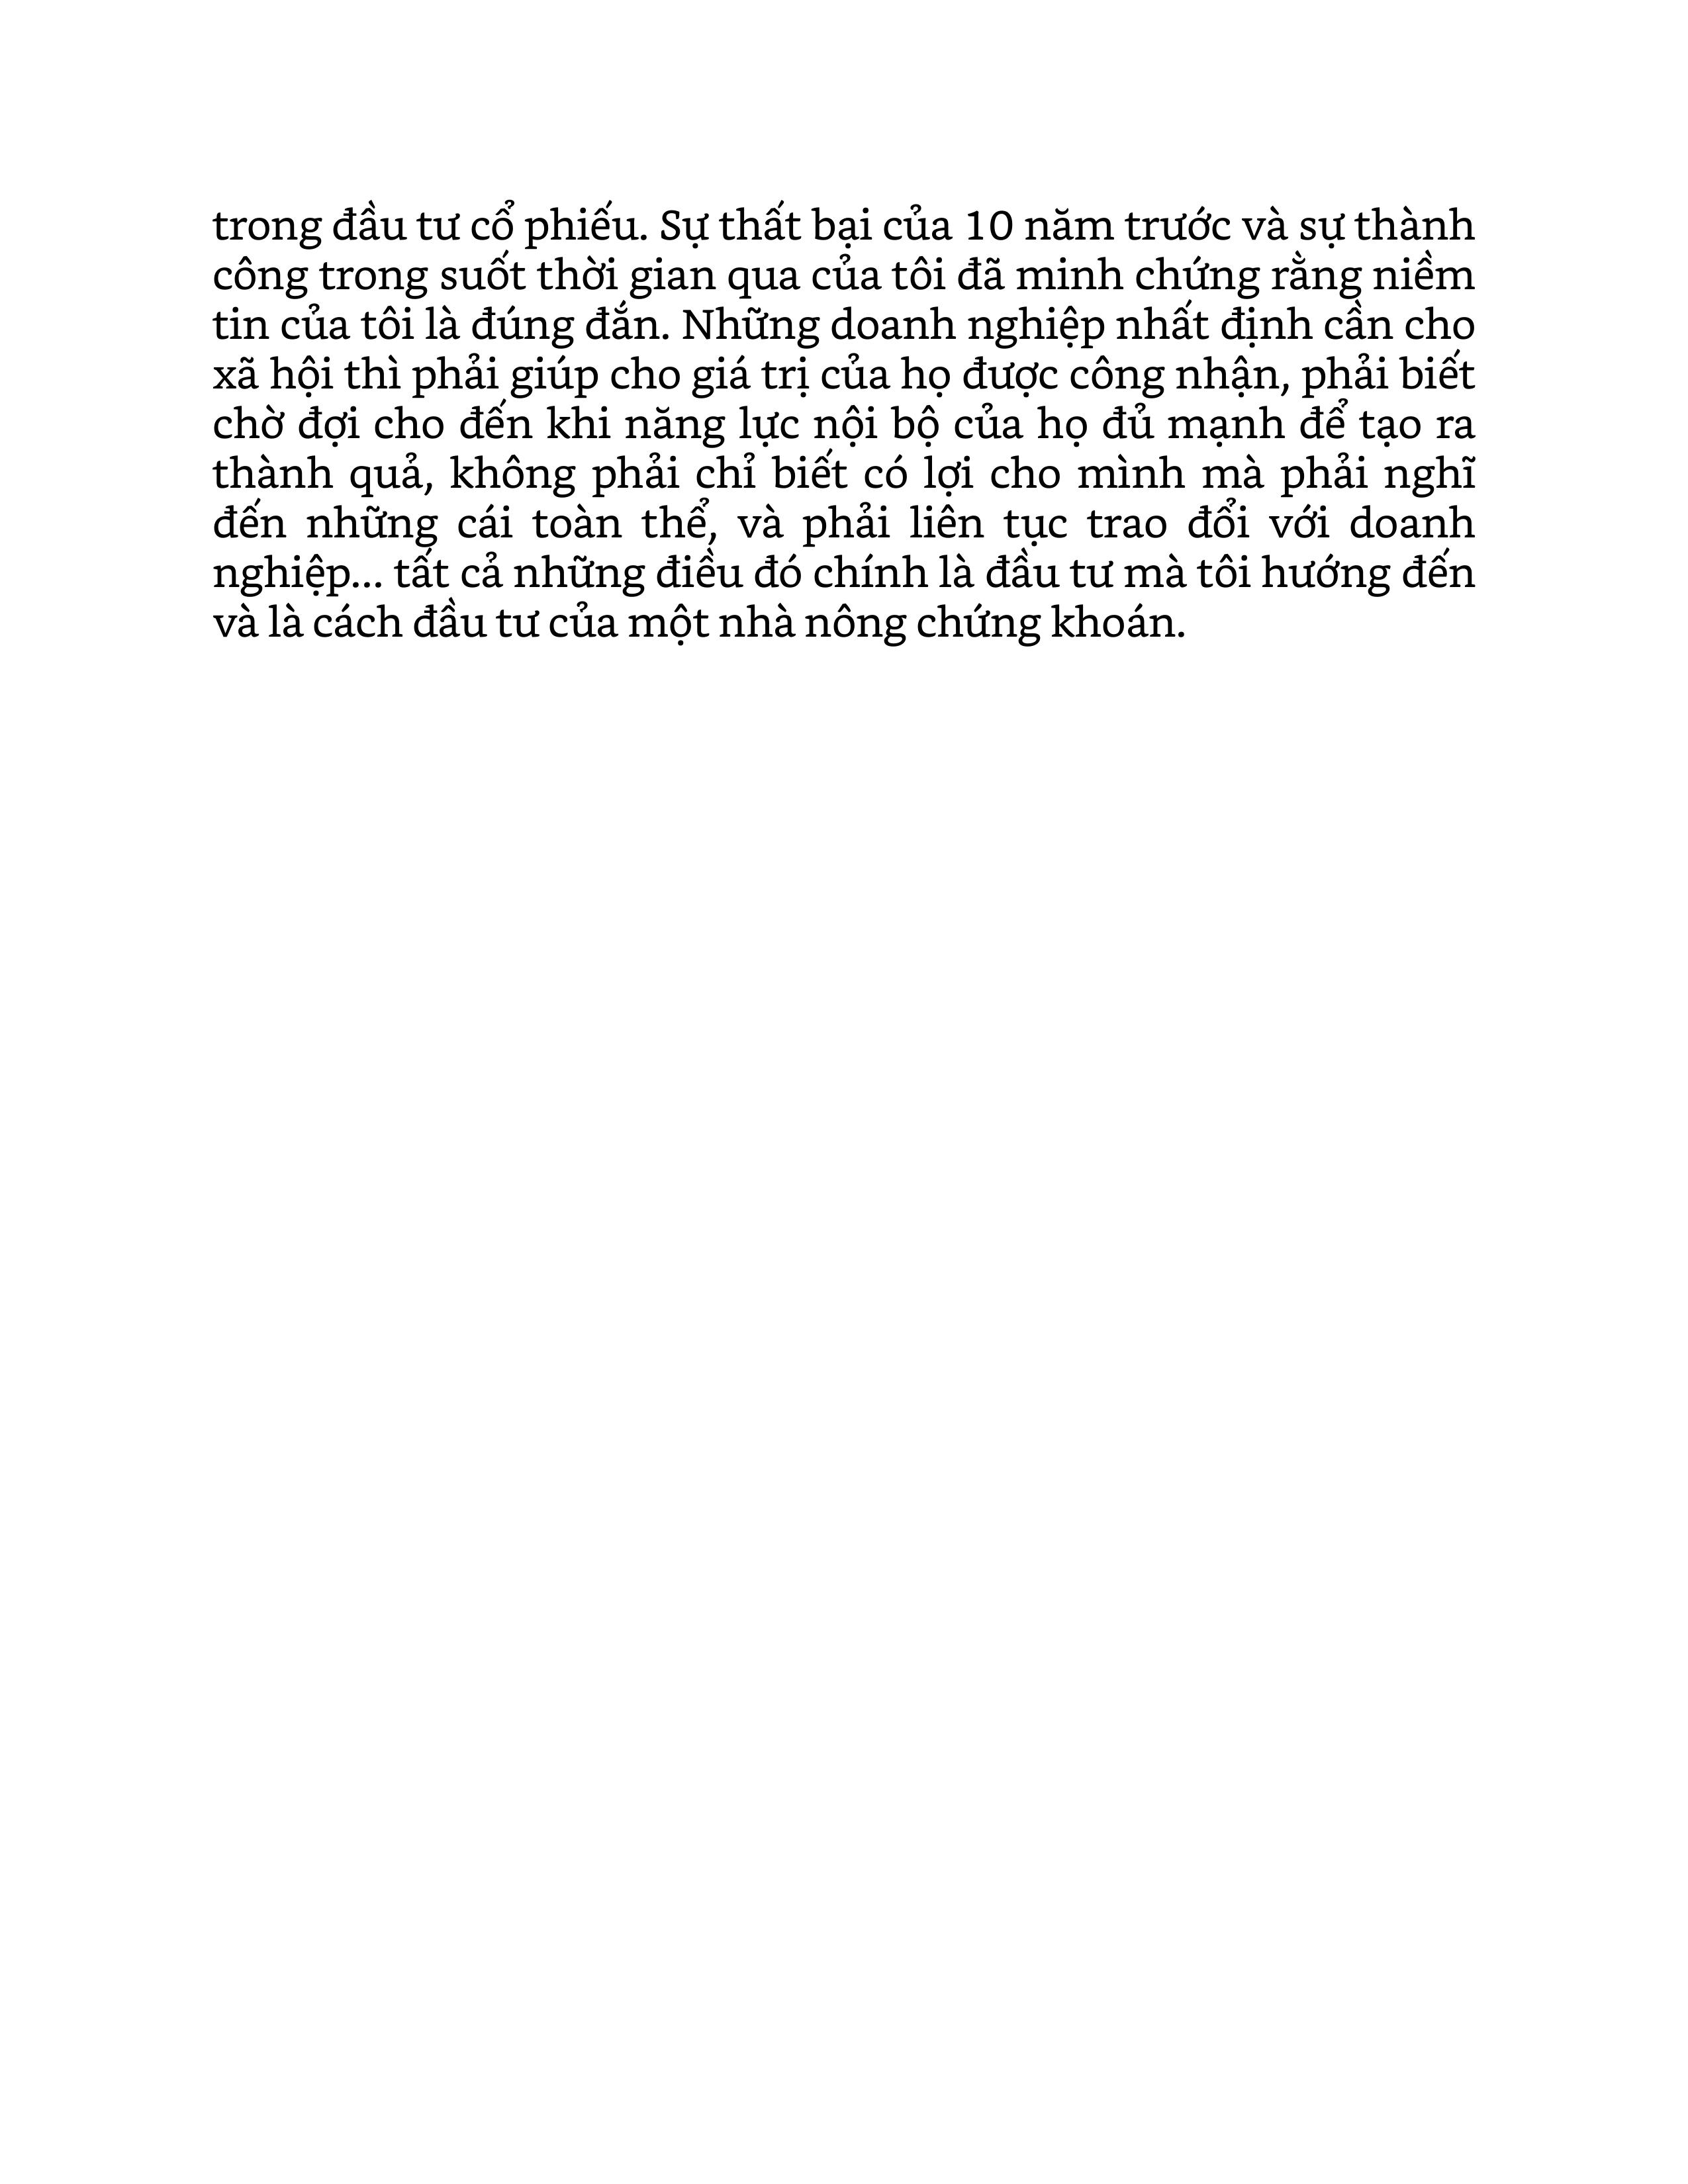 trong đầu tư cổ phiếu. Sự thất bại của 10 năm trước và sự thành
công trong suốt thời gian qua của tôi đã minh chứng rằng niềm
tin của tôi là đúng đắn. Những doanh nghiệp nhất định cần cho
xã hội thì phải giúp cho giá trị của họ được công nhận, phải biết
chờ đợi cho đến khi năng lực nội bộ của họ đủ mạnh để tạo ra
thành quả, không phải chỉ biết có lợi cho mình mà phải nghĩ
đến những cái toàn thể, và phải liên tục trao đổi với doanh
nghiệp... tất cả những điều đó chính là đầu tư mà tôi hướng đến
và là cách đầu tư của một nhà nông chứng khoán.